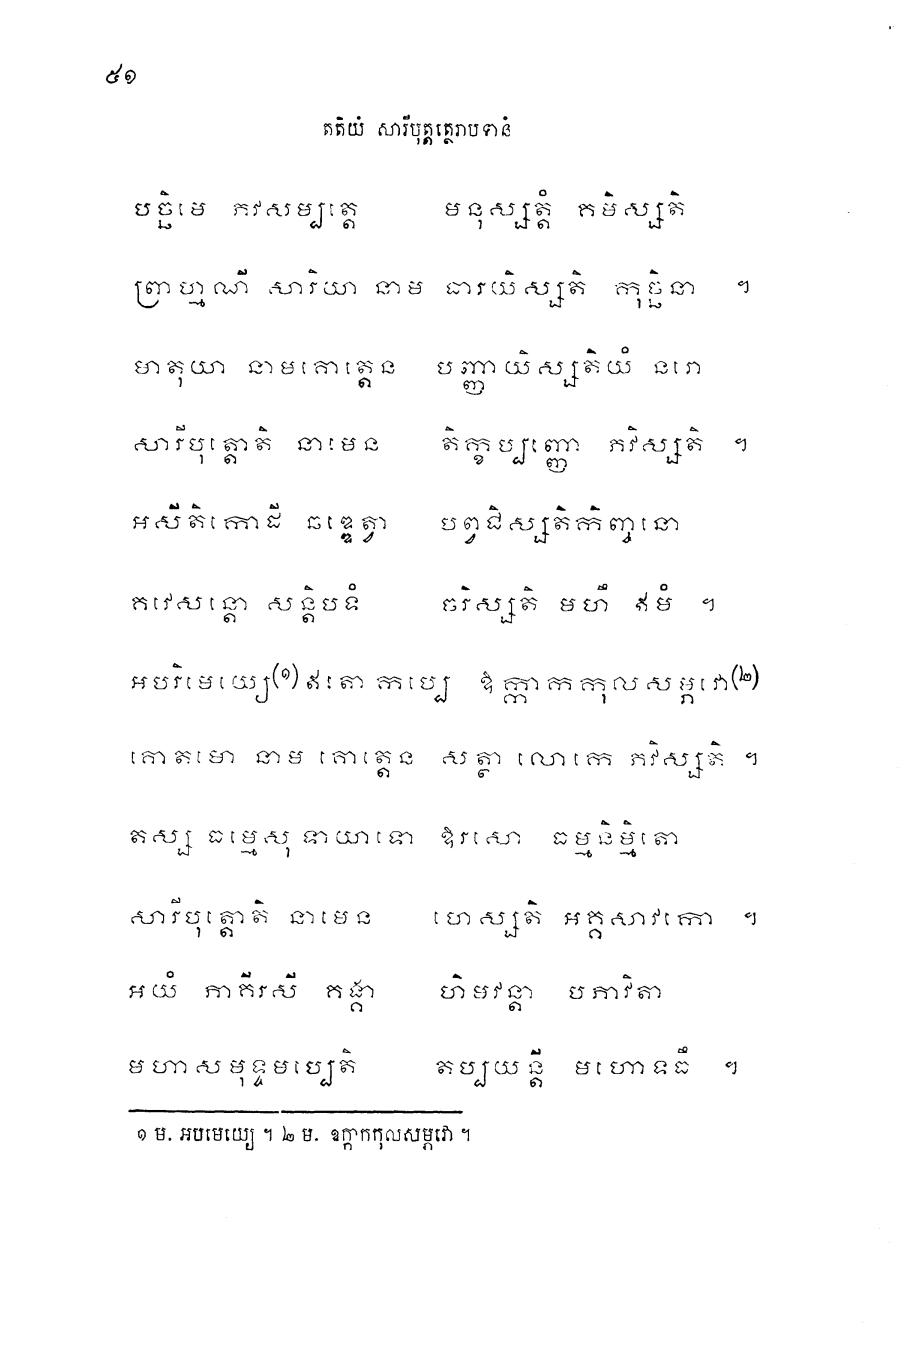 ៥១
តតិយំ សារីបុត្តត្ថេរាបទានំ
បច្ឆិមេ ភវសម្បត្តេ មនុស្សត្តំ គមិស្សតិ
ព្រាហ្មណី សារិយា នាម ធារយិស្សតិ កុច្ឆិនា ។
មាតុយា នាមគោត្តេន បញ្ញាយិស្សតិយំ នរោ
សារីបុត្តោតិ នាមេន តិក្ខប្បញ្ញោ ភវិស្សតិ ។
អសីតិកោដី ឆឌ្ឌេត្វា បព្វជិស្សតិកិញ្ចនោ
គវេសន្តោ សន្តិបទំ ចរិស្សតិ មហឹ ឥមំ ។
អបរិមេយ្យេ(១) ឥតោ កប្បេ ឱក្កាកកុលសម្ភវោ(២)
គោតមោ នាម គោត្តេន សត្ថា លោកេ ភវិស្សតិ ។
តស្ស ធម្មេសុ ទាយាទោ ឱរសោ ធម្មនិម្មិតោ
សារីបុត្តោតិ នាមេន ហេស្សតិ អគ្គសាវកោ ។
អយំ ភាគីរសី គង្គា ហិមវន្តា បភាវិតា
មហាសមុទ្ទមប្បេតិ តប្បយន្តី មហោទធឹ ។
១ ម. អបមេយ្យេ ។ ២ ម. ឧក្កាកកុលសម្ភវោ ។